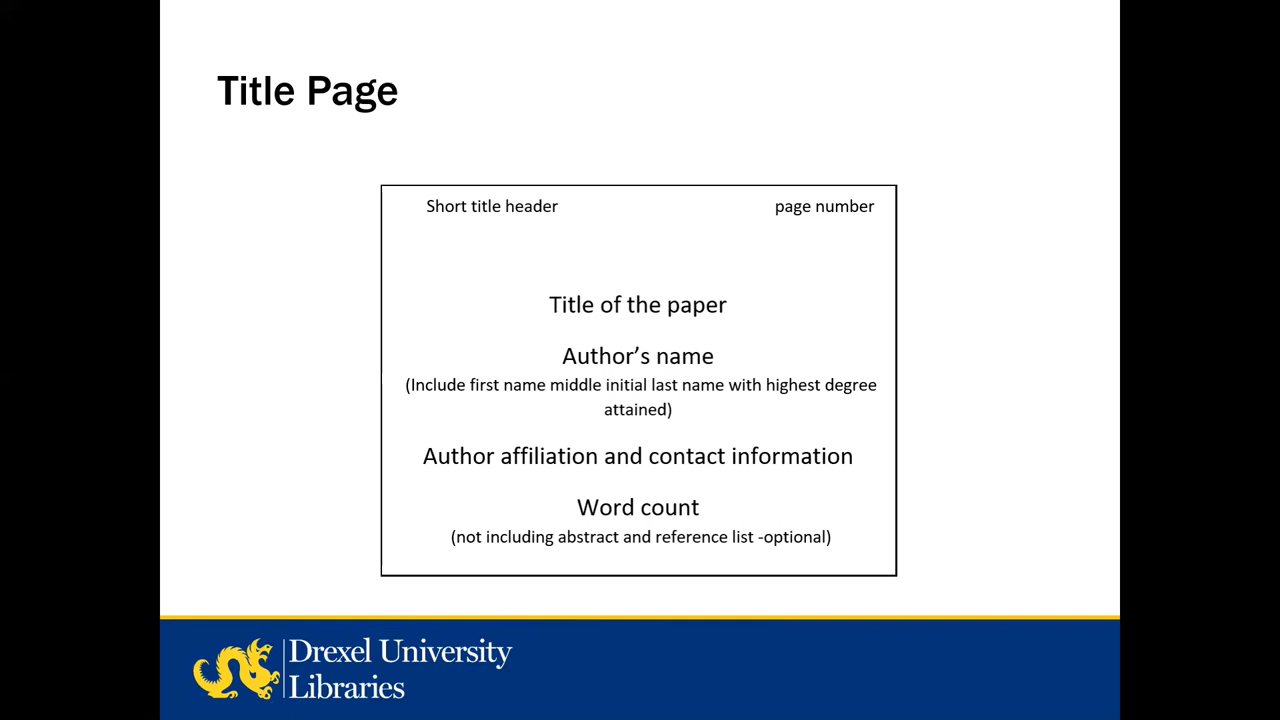 Title Page
Short title header page number
Title of the paper
Author’s name
(Include first name middle initial last name with highest degree
attained)
Author affiliation and contact information
Word count
(not including abstract and reference list -optional)
Drexel University
Libraries